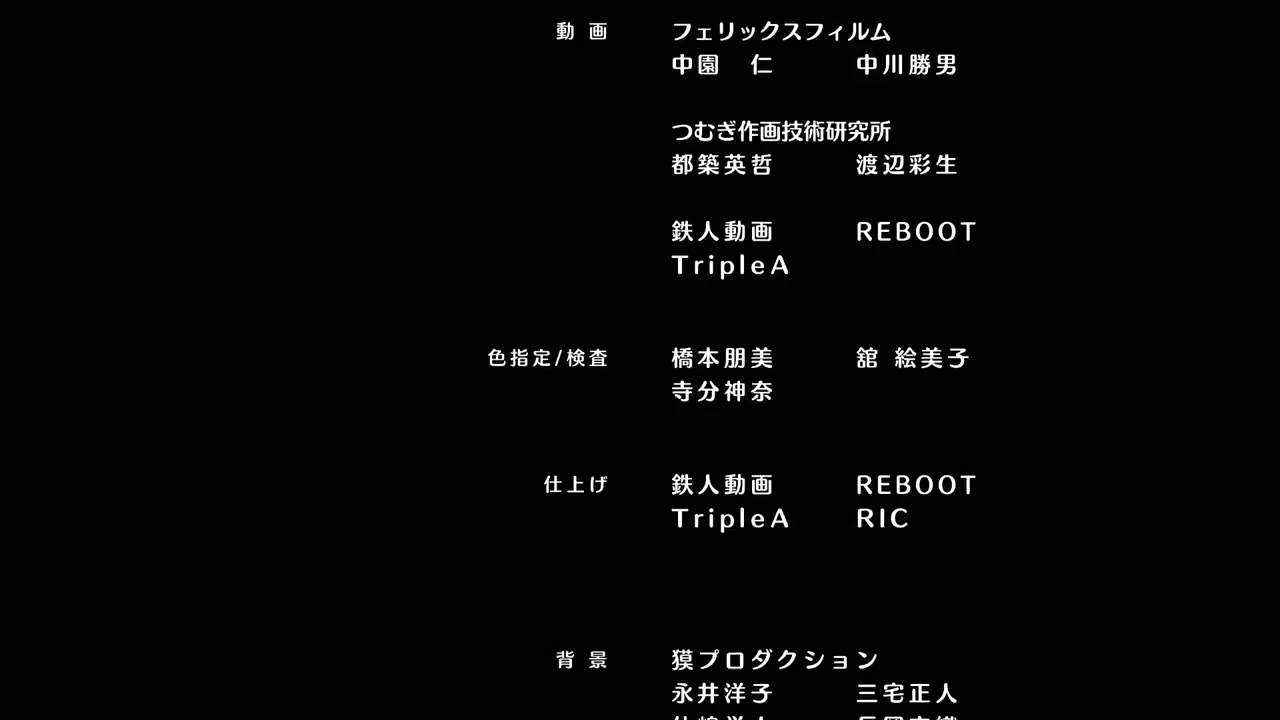 動 画 フェリックスフィルム
中園 仁 中川勝男
つむぎ作画技術研究所
都築英哲 渡辺彩生
鉄人動画 REBOOT
TripleA
色指定/検査 橋本朋美 舘 絵美子
寺分神奈
仕上げ 鉄人動画 REBOOT
TripleA RIC
背 景 獏プロダクション
永井洋子 三宅正人